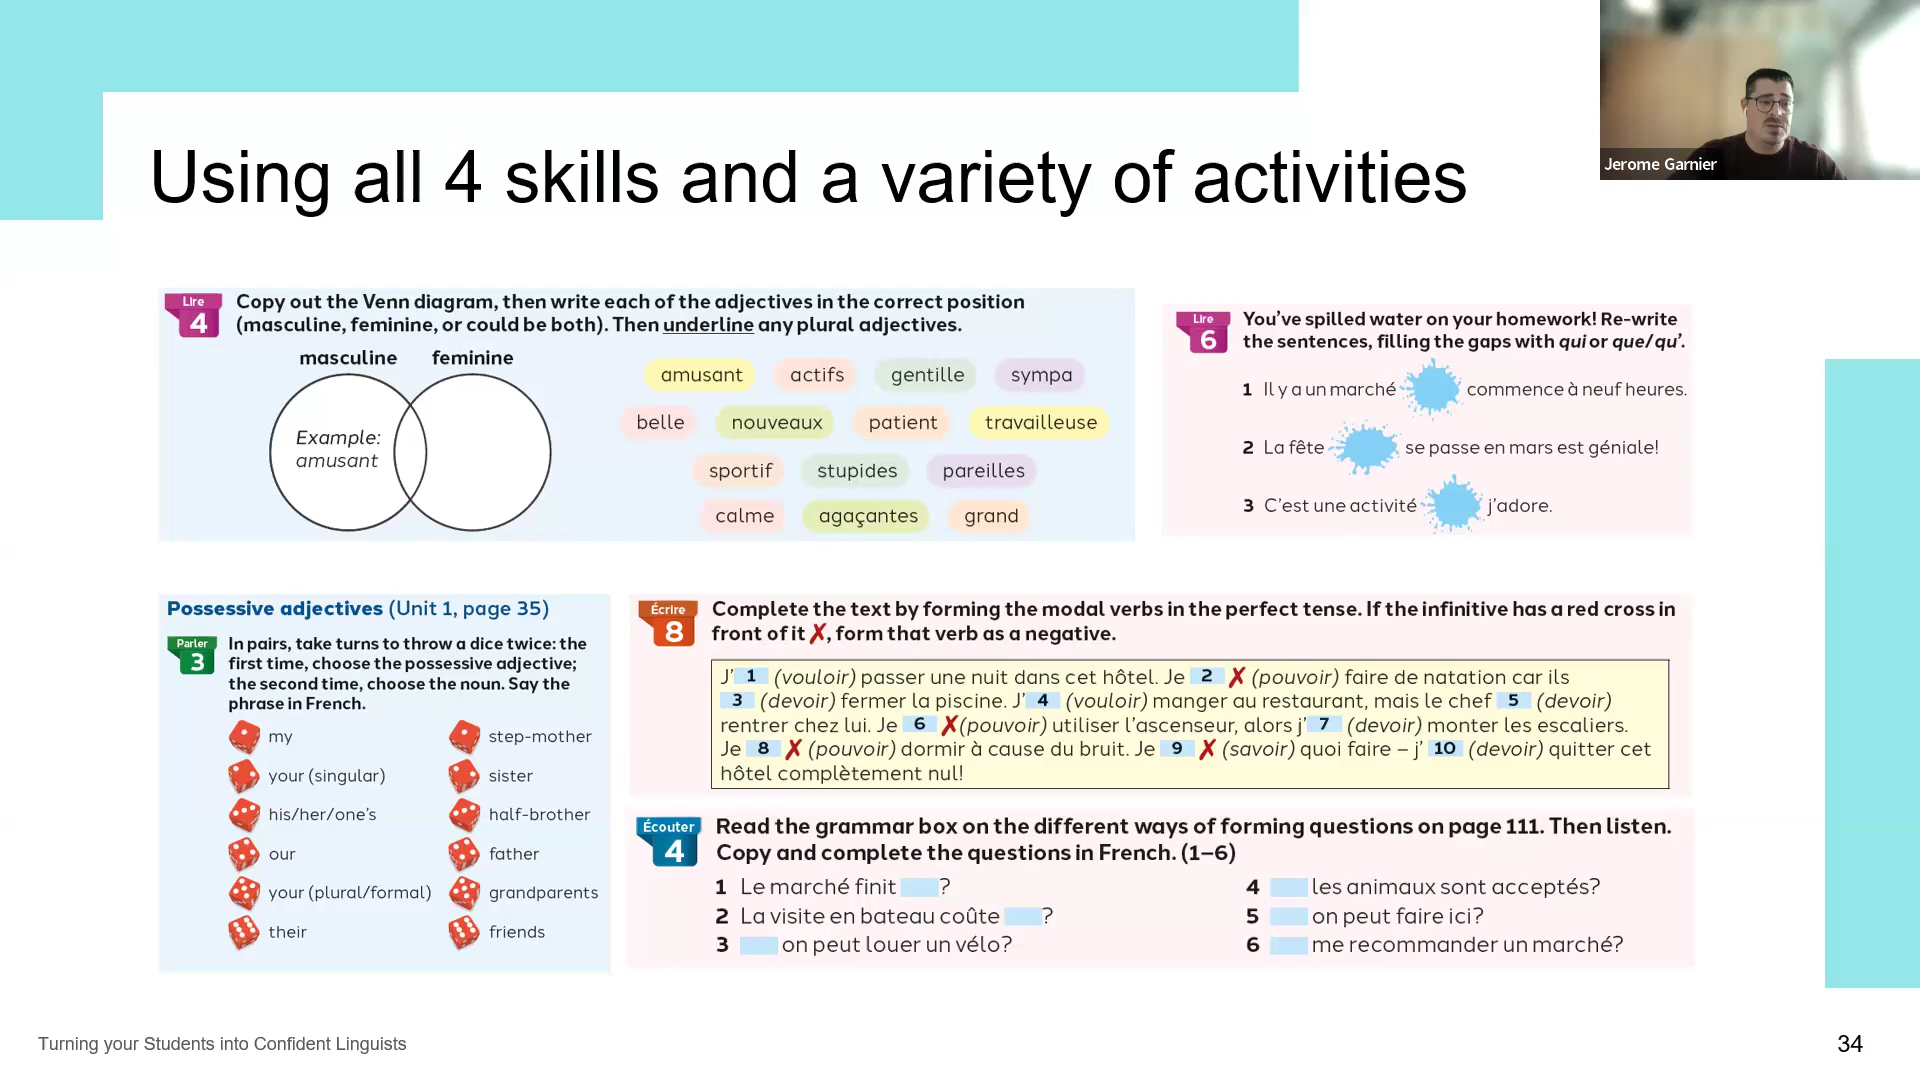 Using all 4 skills and a variety of activities
Jerome Garnier
Lire
4
Copy out the Venn diagram, then write each of the adjectives in the correct position
(masculine, feminine, or could be both). Then underline any plural adjectives.
masculine feminine
Example:
amusant
amusant actifs gentille sympa
belle nouveaux patient travailleuse
sportif stupides pareilles
calme agaçantes grand
Lire
6
You've spilled water on your homework! Re-write
the sentences, filling the gaps with qui or que/qu'.
1 Il y a un marché commence à neuf heures.
2 La fête se passe en mars est géniale!
3 C'est une activité j'adore.
Possessive adjectives (Unit 1, page 35)
Parler
3
In pairs, take turns to throw a dice twice: the
first time, choose the possessive adjective;
the second time, choose the noun. Say the
phrase in French.
my step-mother
your (singular) sister
his/her/one's half-brother
our father
your (plural/formal) grandparents
their friends
Écrire
8
Complete the text by forming the modal verbs in the perfect tense. If the infinitive has a red cross in
front of it ✗, form that verb as a negative.
J' 1 (vouloir) passer une nuit dans cet hôtel. Je 2 ✗ (pouvoir) faire de natation car ils
3 (devoir) fermer la piscine. J' 4 (vouloir) manger au restaurant, mais le chef 5 (devoir)
rentrer chez lui. Je 6 ✗ (pouvoir) utiliser l'ascenseur, alors j' 7 (devoir) monter les escaliers.
Je 8 ✗ (pouvoir) dormir à cause du bruit. Je 9 ✗ (savoir) quoi faire – j' 10 (devoir) quitter cet
hôtel complètement nul!
Écouter
4
Read the grammar box on the different ways of forming questions on page 111. Then listen.
Copy and complete the questions in French. (1–6)
1 Le marché finit ?
2 La visite en bateau coûte ?
3 on peut louer un vélo?
4 les animaux sont acceptés?
5 on peut faire ici?
6 me recommander un marché?
Turning your Students into Confident Linguists
34